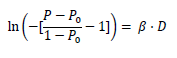 ln(−[(P − P₀)/(1 − P₀) − 1]) = β · D